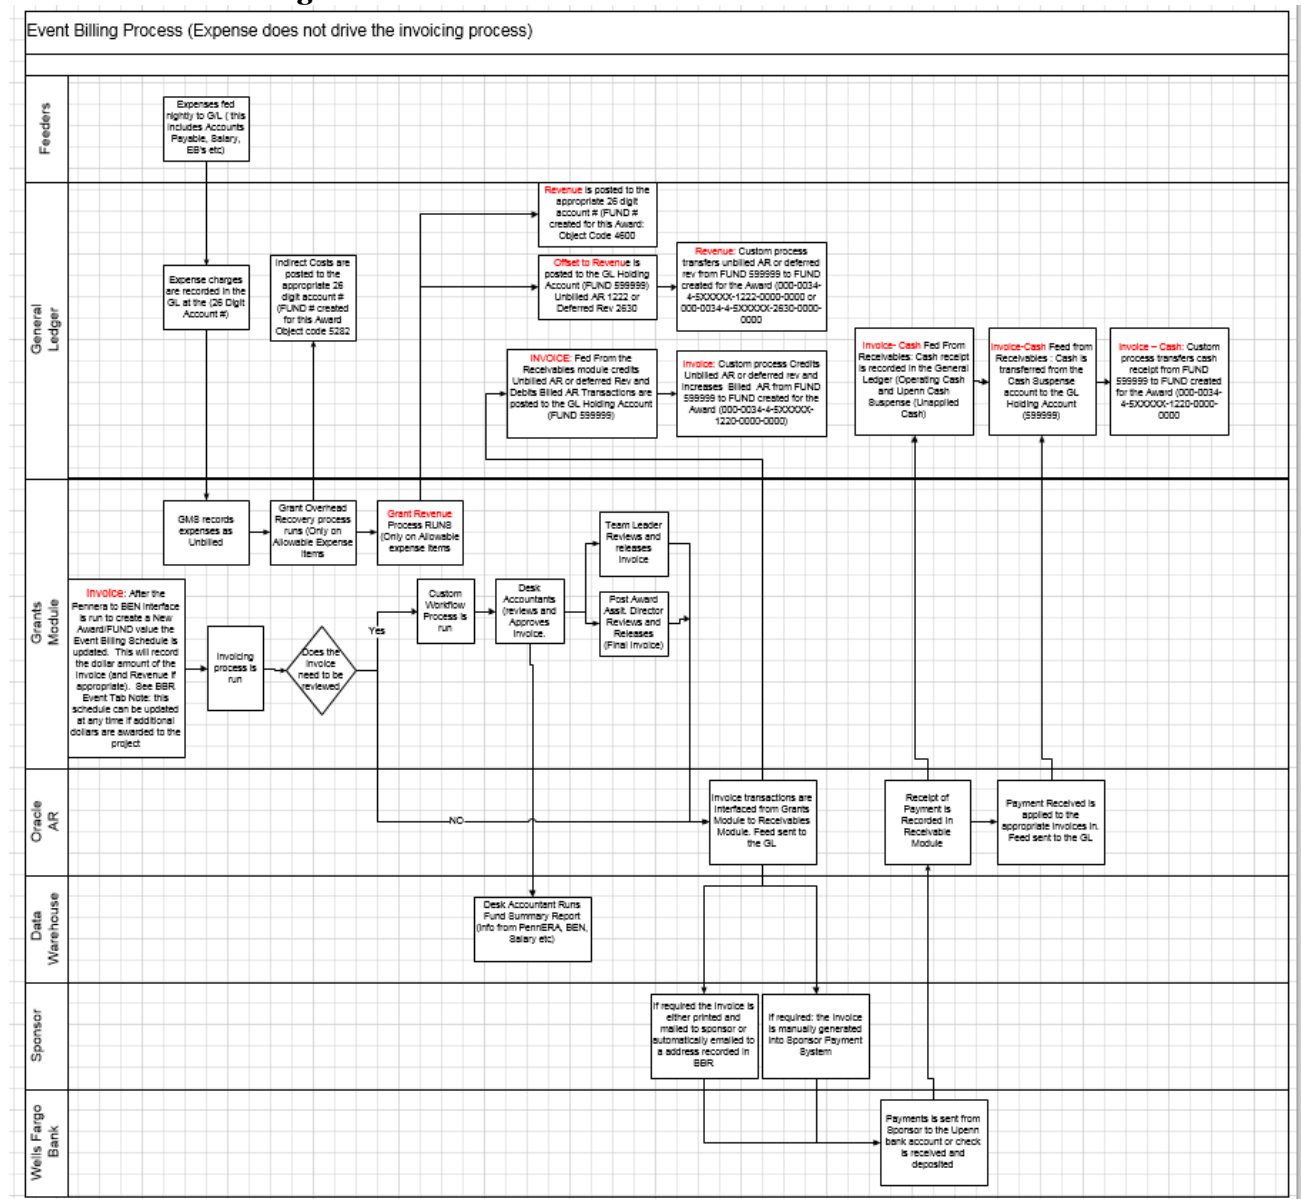 Event Billing Process (Expense does not drive the invoicing process)
Feeders
Expenses fed
nightly to G/L ( this
includes Accounts
Payable, Salary,
EB's etc)
General
Ledger
Expense charges
are recorded in the
GL at the (26 Digit
Account #)
Indirect Costs are
posted to the
appropriate 26
digit account #
(FUND # created
for this Award
Object code 5282
Revenue is posted to the
appropriate 26 digit
account # (FUND #
created for this Award:
Object Code 4600
Offset to Revenue is
posted to the GL Holding
Account (FUND 599999)
Unbilled AR 1222 or
Deferred Rev 2630
Revenue: Custom process
transfers unbilled AR or deferred
rev from FUND 599999 to FUND
created for the Award (000-0034-
4-5XXXXX-1222-0000-0000 or
000-0034-4-5XXXXX-2630-0000-
0000
INVOICE: Fed From the
Receivables module credits
Unbilled AR or deferred Rev and
Debits Billed AR Transactions are
posted to the GL Holding Account
(FUND 599999)
Invoice: Custom process Credits
Unbilled AR or deferred rev and
increases Billed AR from FUND
599999 to FUND created for the
Award (000-0034-4-5XXXXX-
1220-0000-0000)
Invoice- Cash Fed From
Receivables: Cash receipt
is recorded in the General
Ledger (Operating Cash
and Upenn Cash
Suspense (Unapplied
Cash)
Invoice-Cash Feed from
Receivables : Cash is
transferred from the
Cash Suspense
account to the GL
Holding Account
(599999)
Invoice – Cash: Custom
process transfers cash
receipt from FUND
599999 to FUND created
for the Award (000-0034-
4-5XXXXX-1220-0000-
0000
Grants
Module
GMS records
expenses as
Unbilled
Grant Overhead
Recovery process
runs (Only on
Allowable Expense
Items
Grant Revenue
Process RUNS
(Only on Allowable
expense items
Invoice: After the
Pennera to BEN Interface
is run to create a New
Award/FUND value the
Event Billing Schedule is
updated. This will record
the dollar amount of the
Invoice (and Revenue if
appropriate). See BBR
Event Tab Note: this
schedule can be updated
at any time if additional
dollars are awarded to the
project
Invoicing
process is
run
Does the
Invoice
need to be
reviewed
Yes
Custom
Workflow
Process is
run
Desk
Accountants
(reviews and
Approves
Invoice.
Team Leader
Reviews and
releases
Invoice
Post Award
Assit. Director
Reviews and
Releases
(Final Invoice)
Oracle
AR
NO
Invoice transactions are
Interfaced from Grants
Module to Receivables
Module. Feed sent to
the GL
Receipt of
Payment is
Recorded in
Receivable
Module
Payment Received is
applied to the
appropriate Invoices in.
Feed sent to the GL
Data
Warehouse
Desk Accountant Runs
Fund Summary Report
(Info from PennERA, BEN,
Salary etc)
Sponsor
If required the Invoice is
either printed and
mailed to sponsor or
automatically emailed to
a address recorded in
BBR
If required: the Invoice
is manually generated
into Sponsor Payment
System
Wells Fargo
Bank
Payments is sent from
Sponsor to the Upenn
bank account or check
is received and
deposited